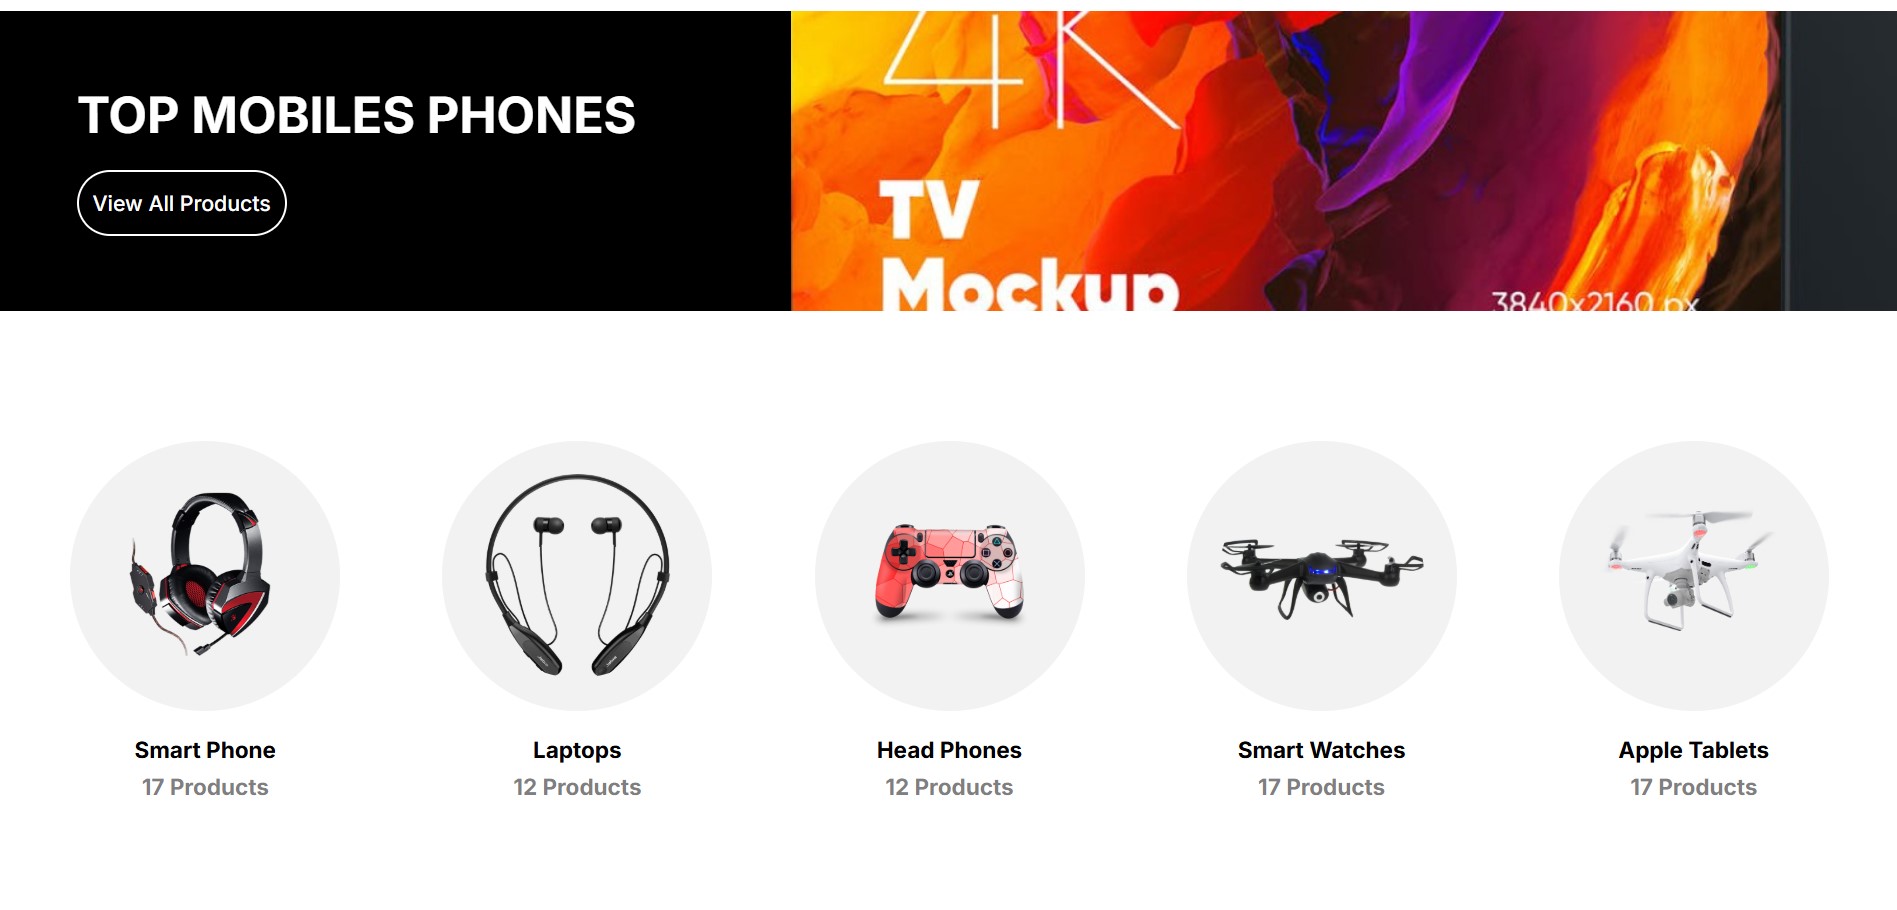 TOP MOBILES PHONES
View All Products
4K
TV
Mockup
3840x2160 px
Smart Phone
17 Products
Laptops
12 Products
Head Phones
12 Products
Smart Watches
17 Products
Apple Tablets
17 Products